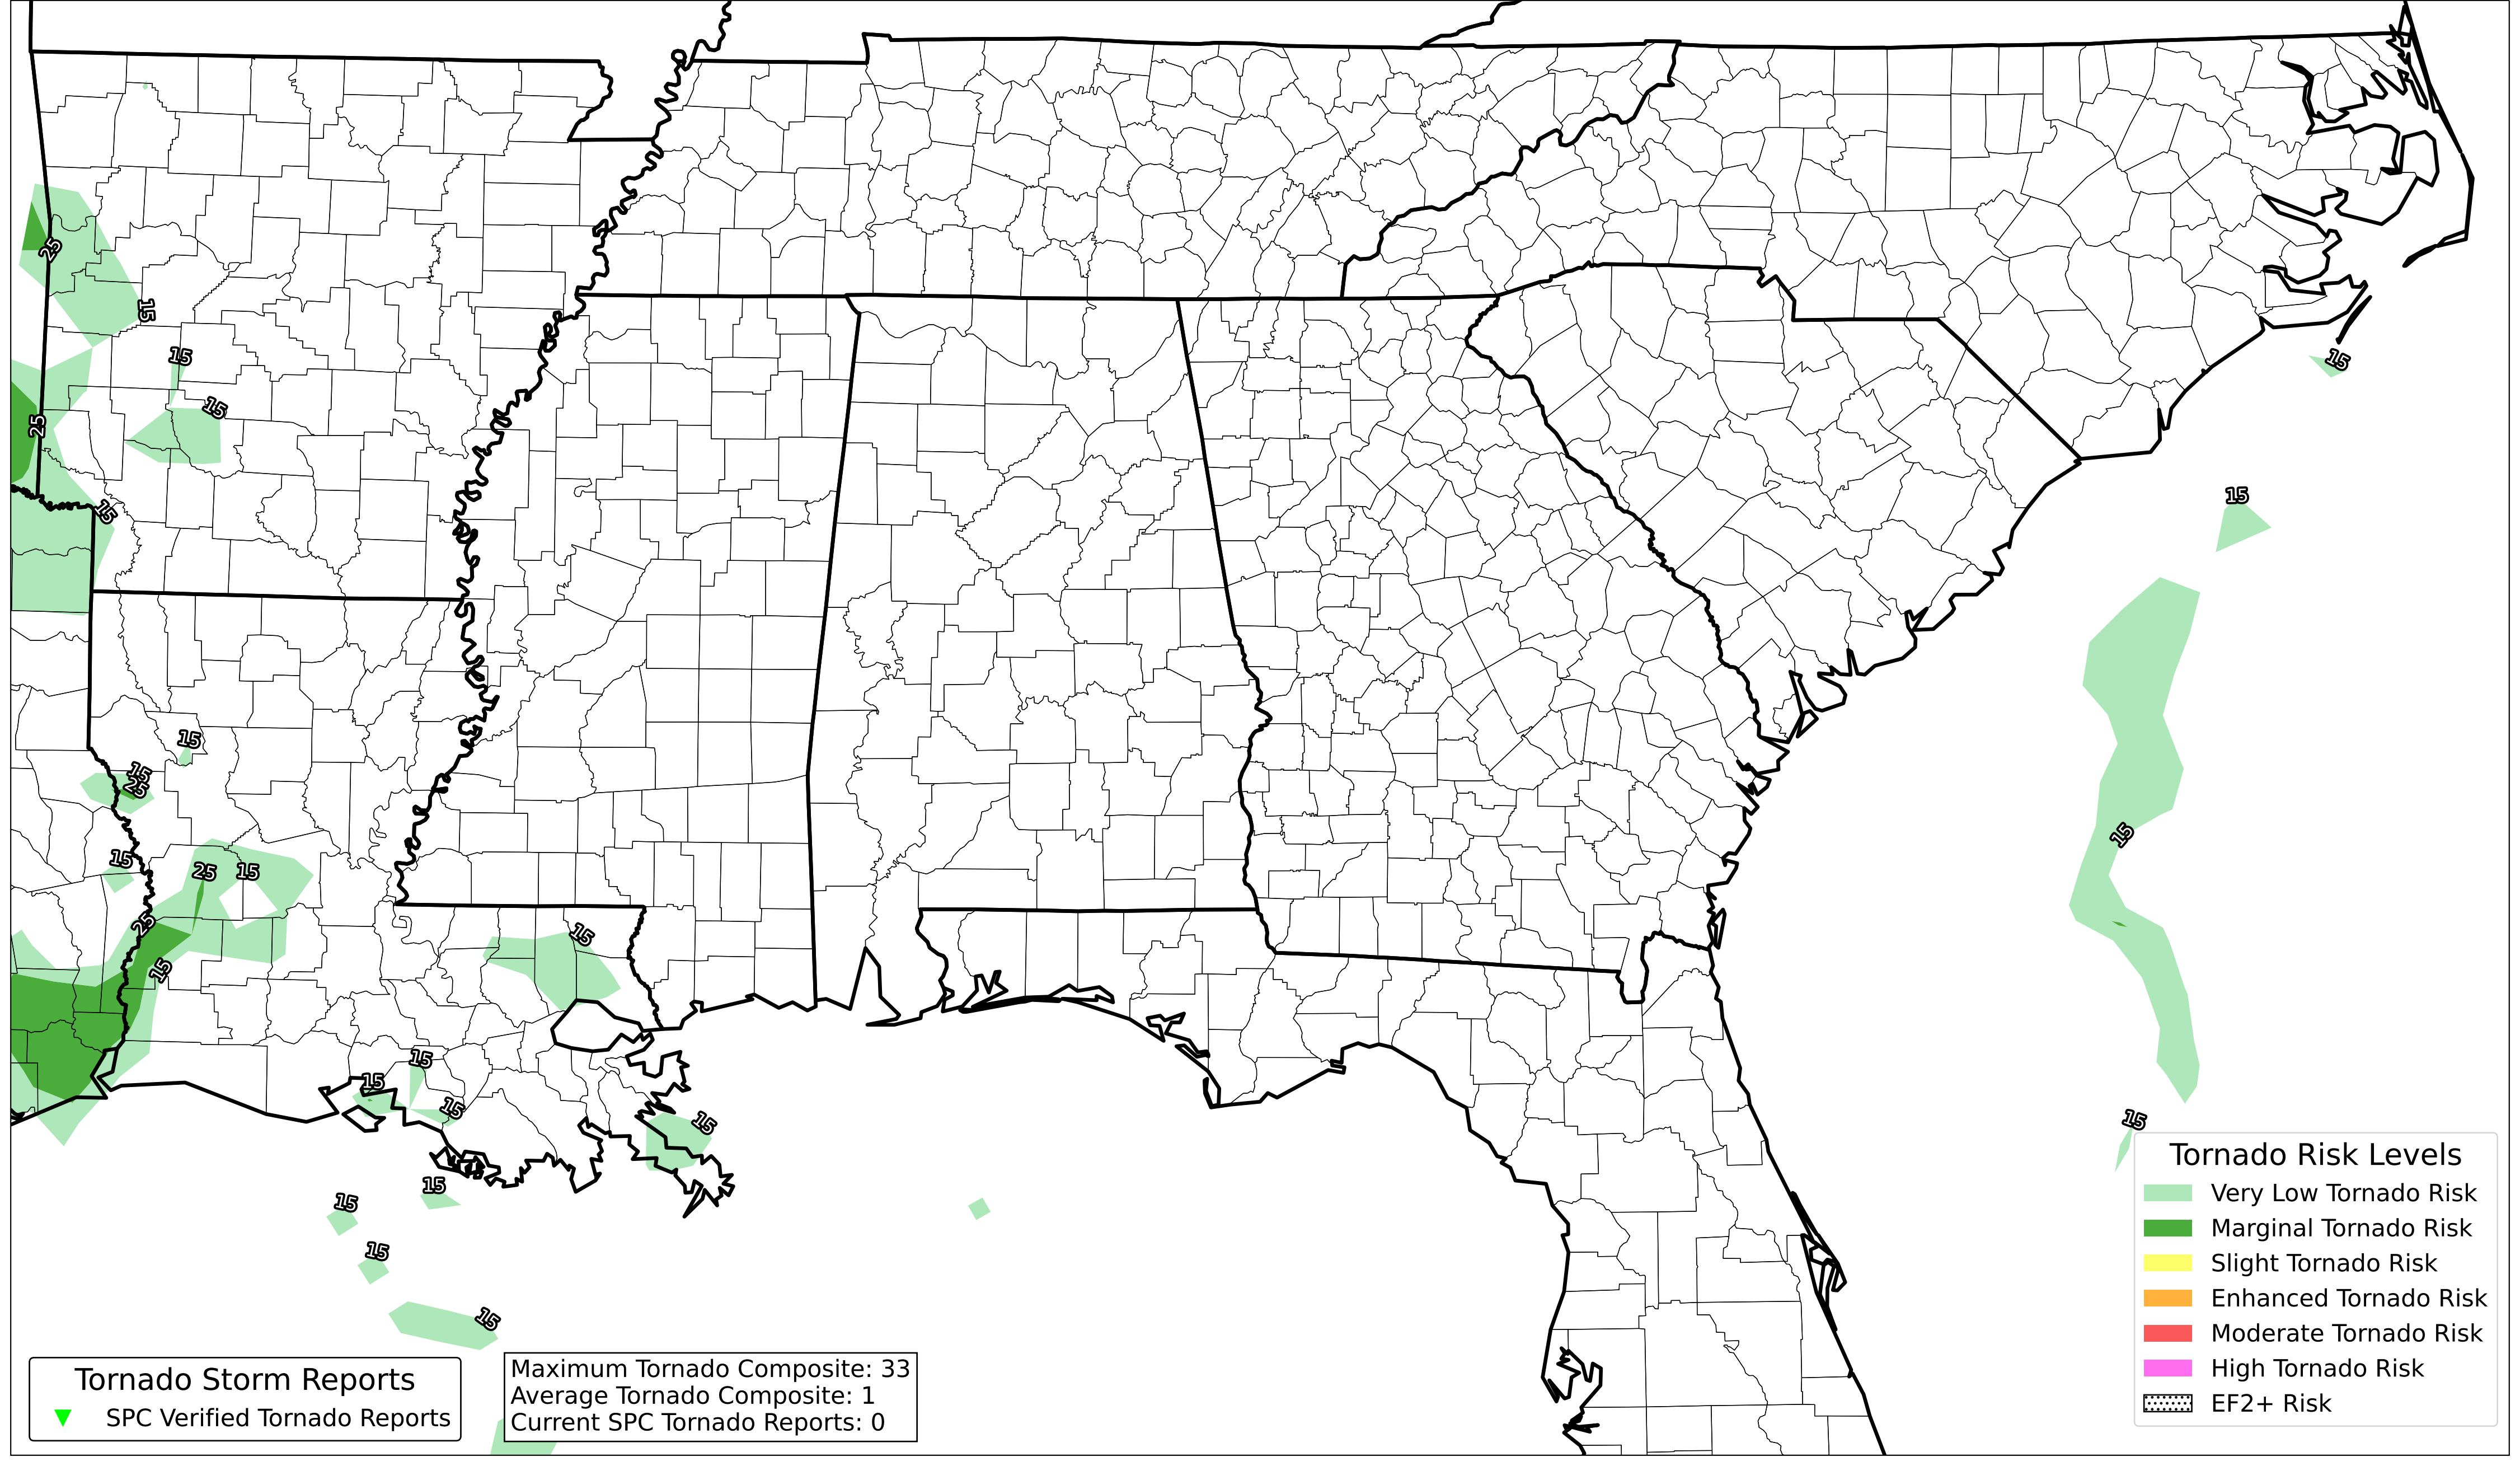 25
15
15
15
25
15
15
15
15
25
15
25
15
25
15
15
15
15
15
15
15
15
15
15
15
15
15
Tornado Storm Reports
SPC Verified Tornado Reports
Maximum Tornado Composite: 33
Average Tornado Composite: 1
Current SPC Tornado Reports: 0
Tornado Risk Levels
Very Low Tornado Risk
Marginal Tornado Risk
Slight Tornado Risk
Enhanced Tornado Risk
Moderate Tornado Risk
High Tornado Risk
EF2+ Risk